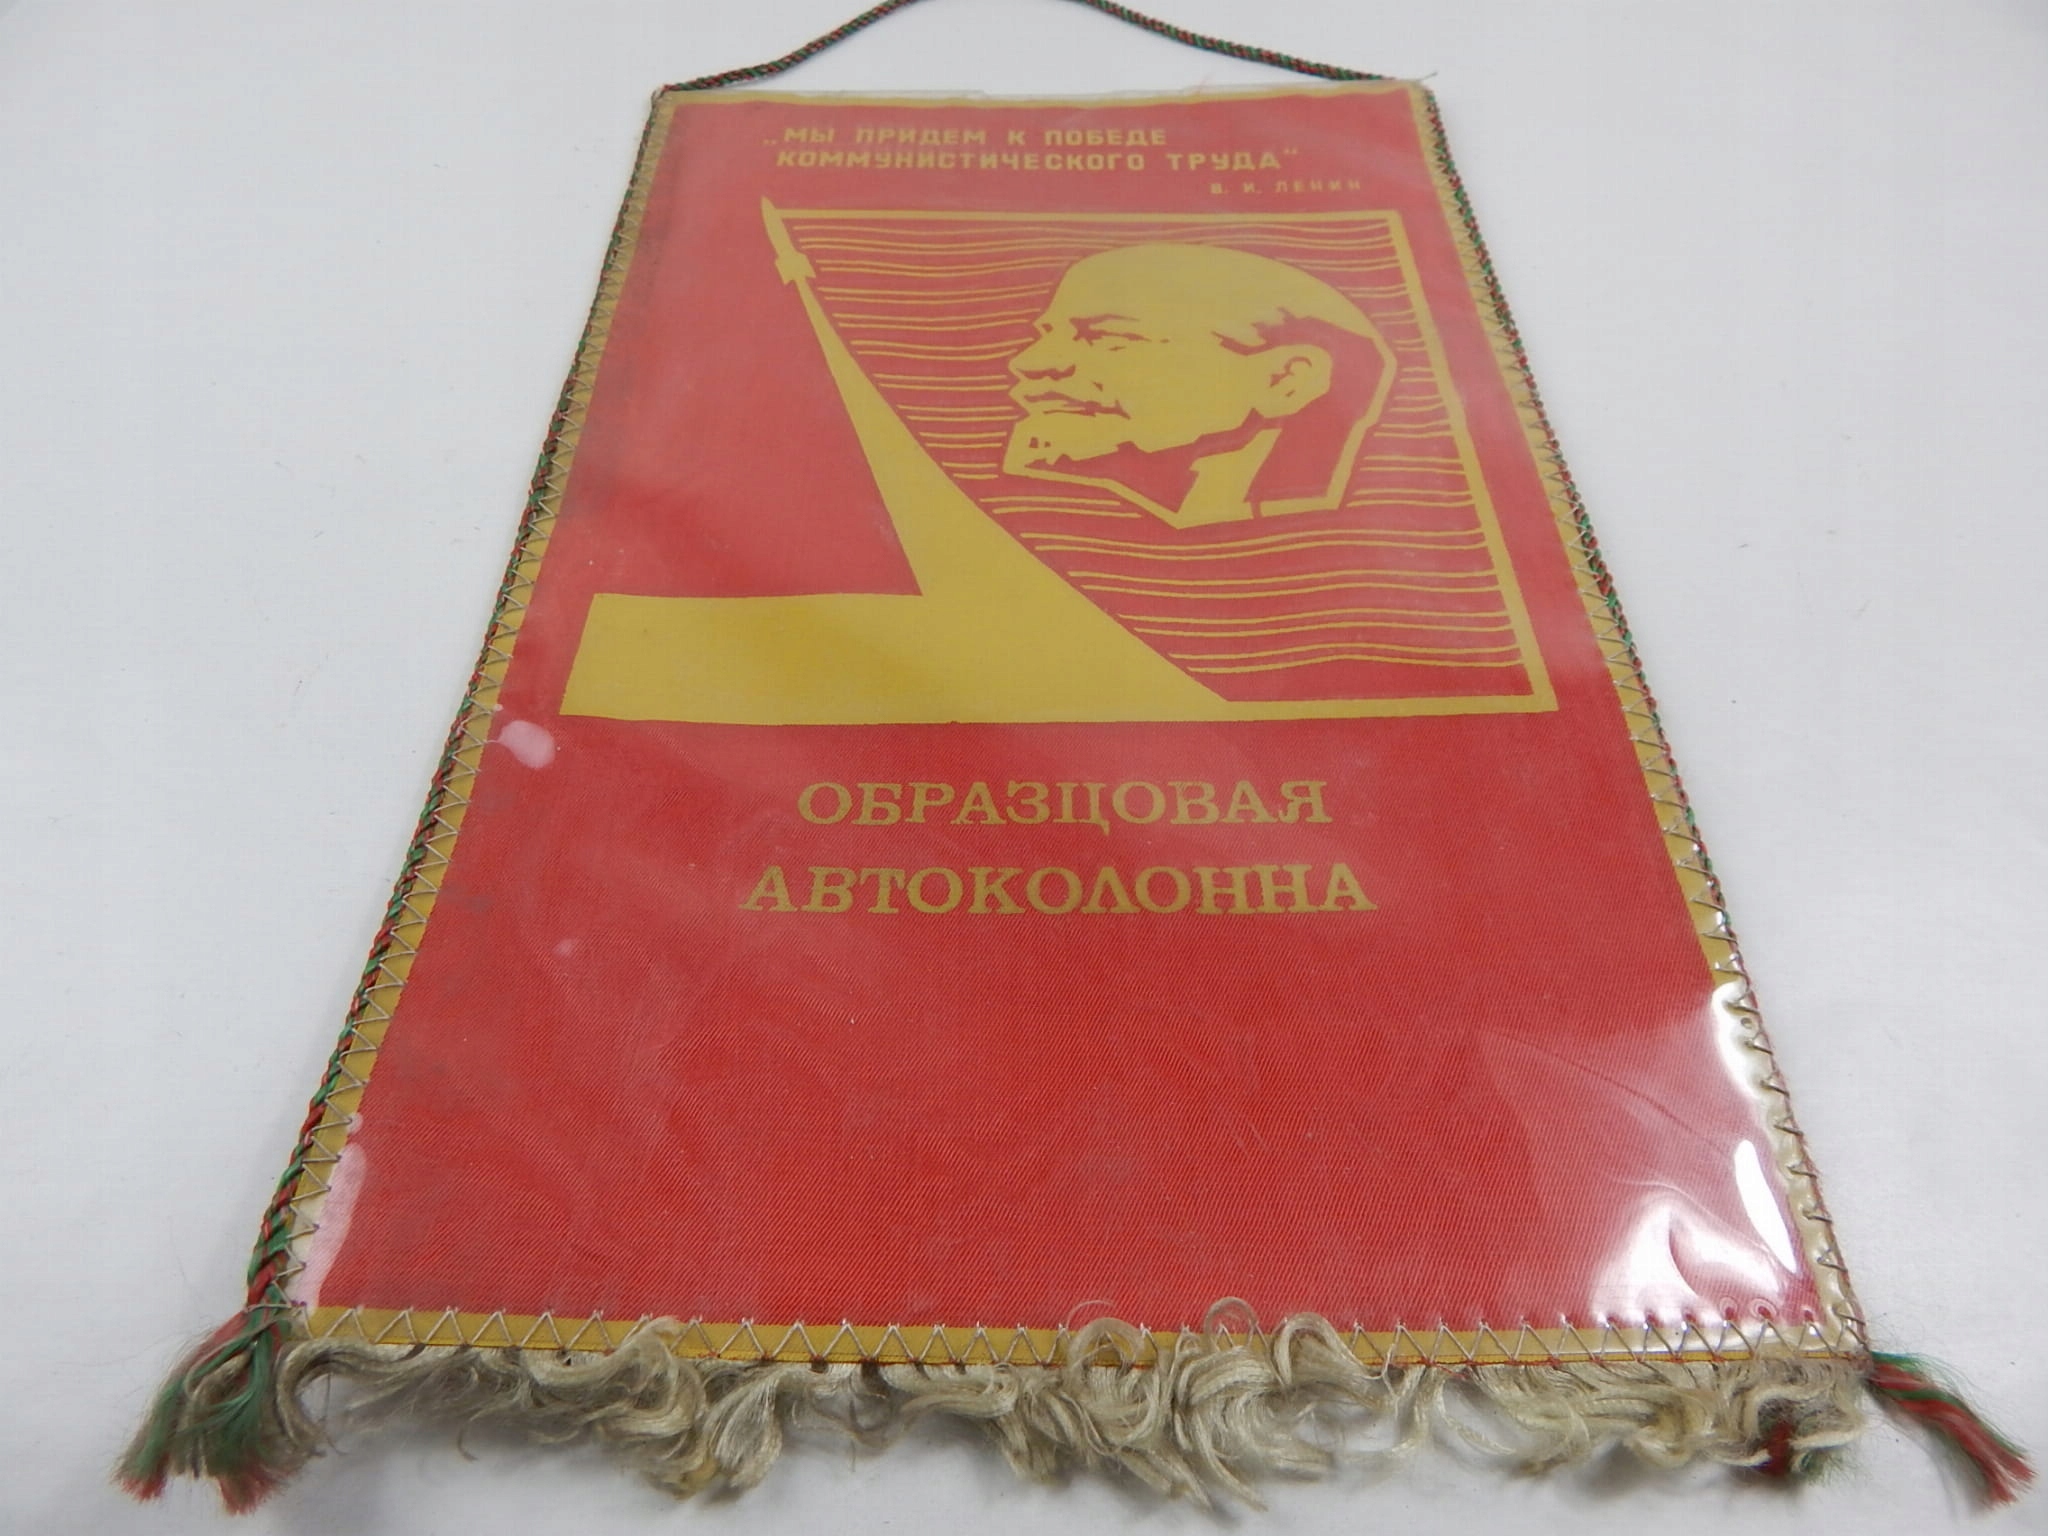 „МЫ ПРИДЕМ К ПОБЕДЕ
КОММУНИСТИЧЕСКОГО ТРУДА“
В. И. ЛЕНИН
ОБРАЗЦОВАЯ
АВТОКОЛОННА